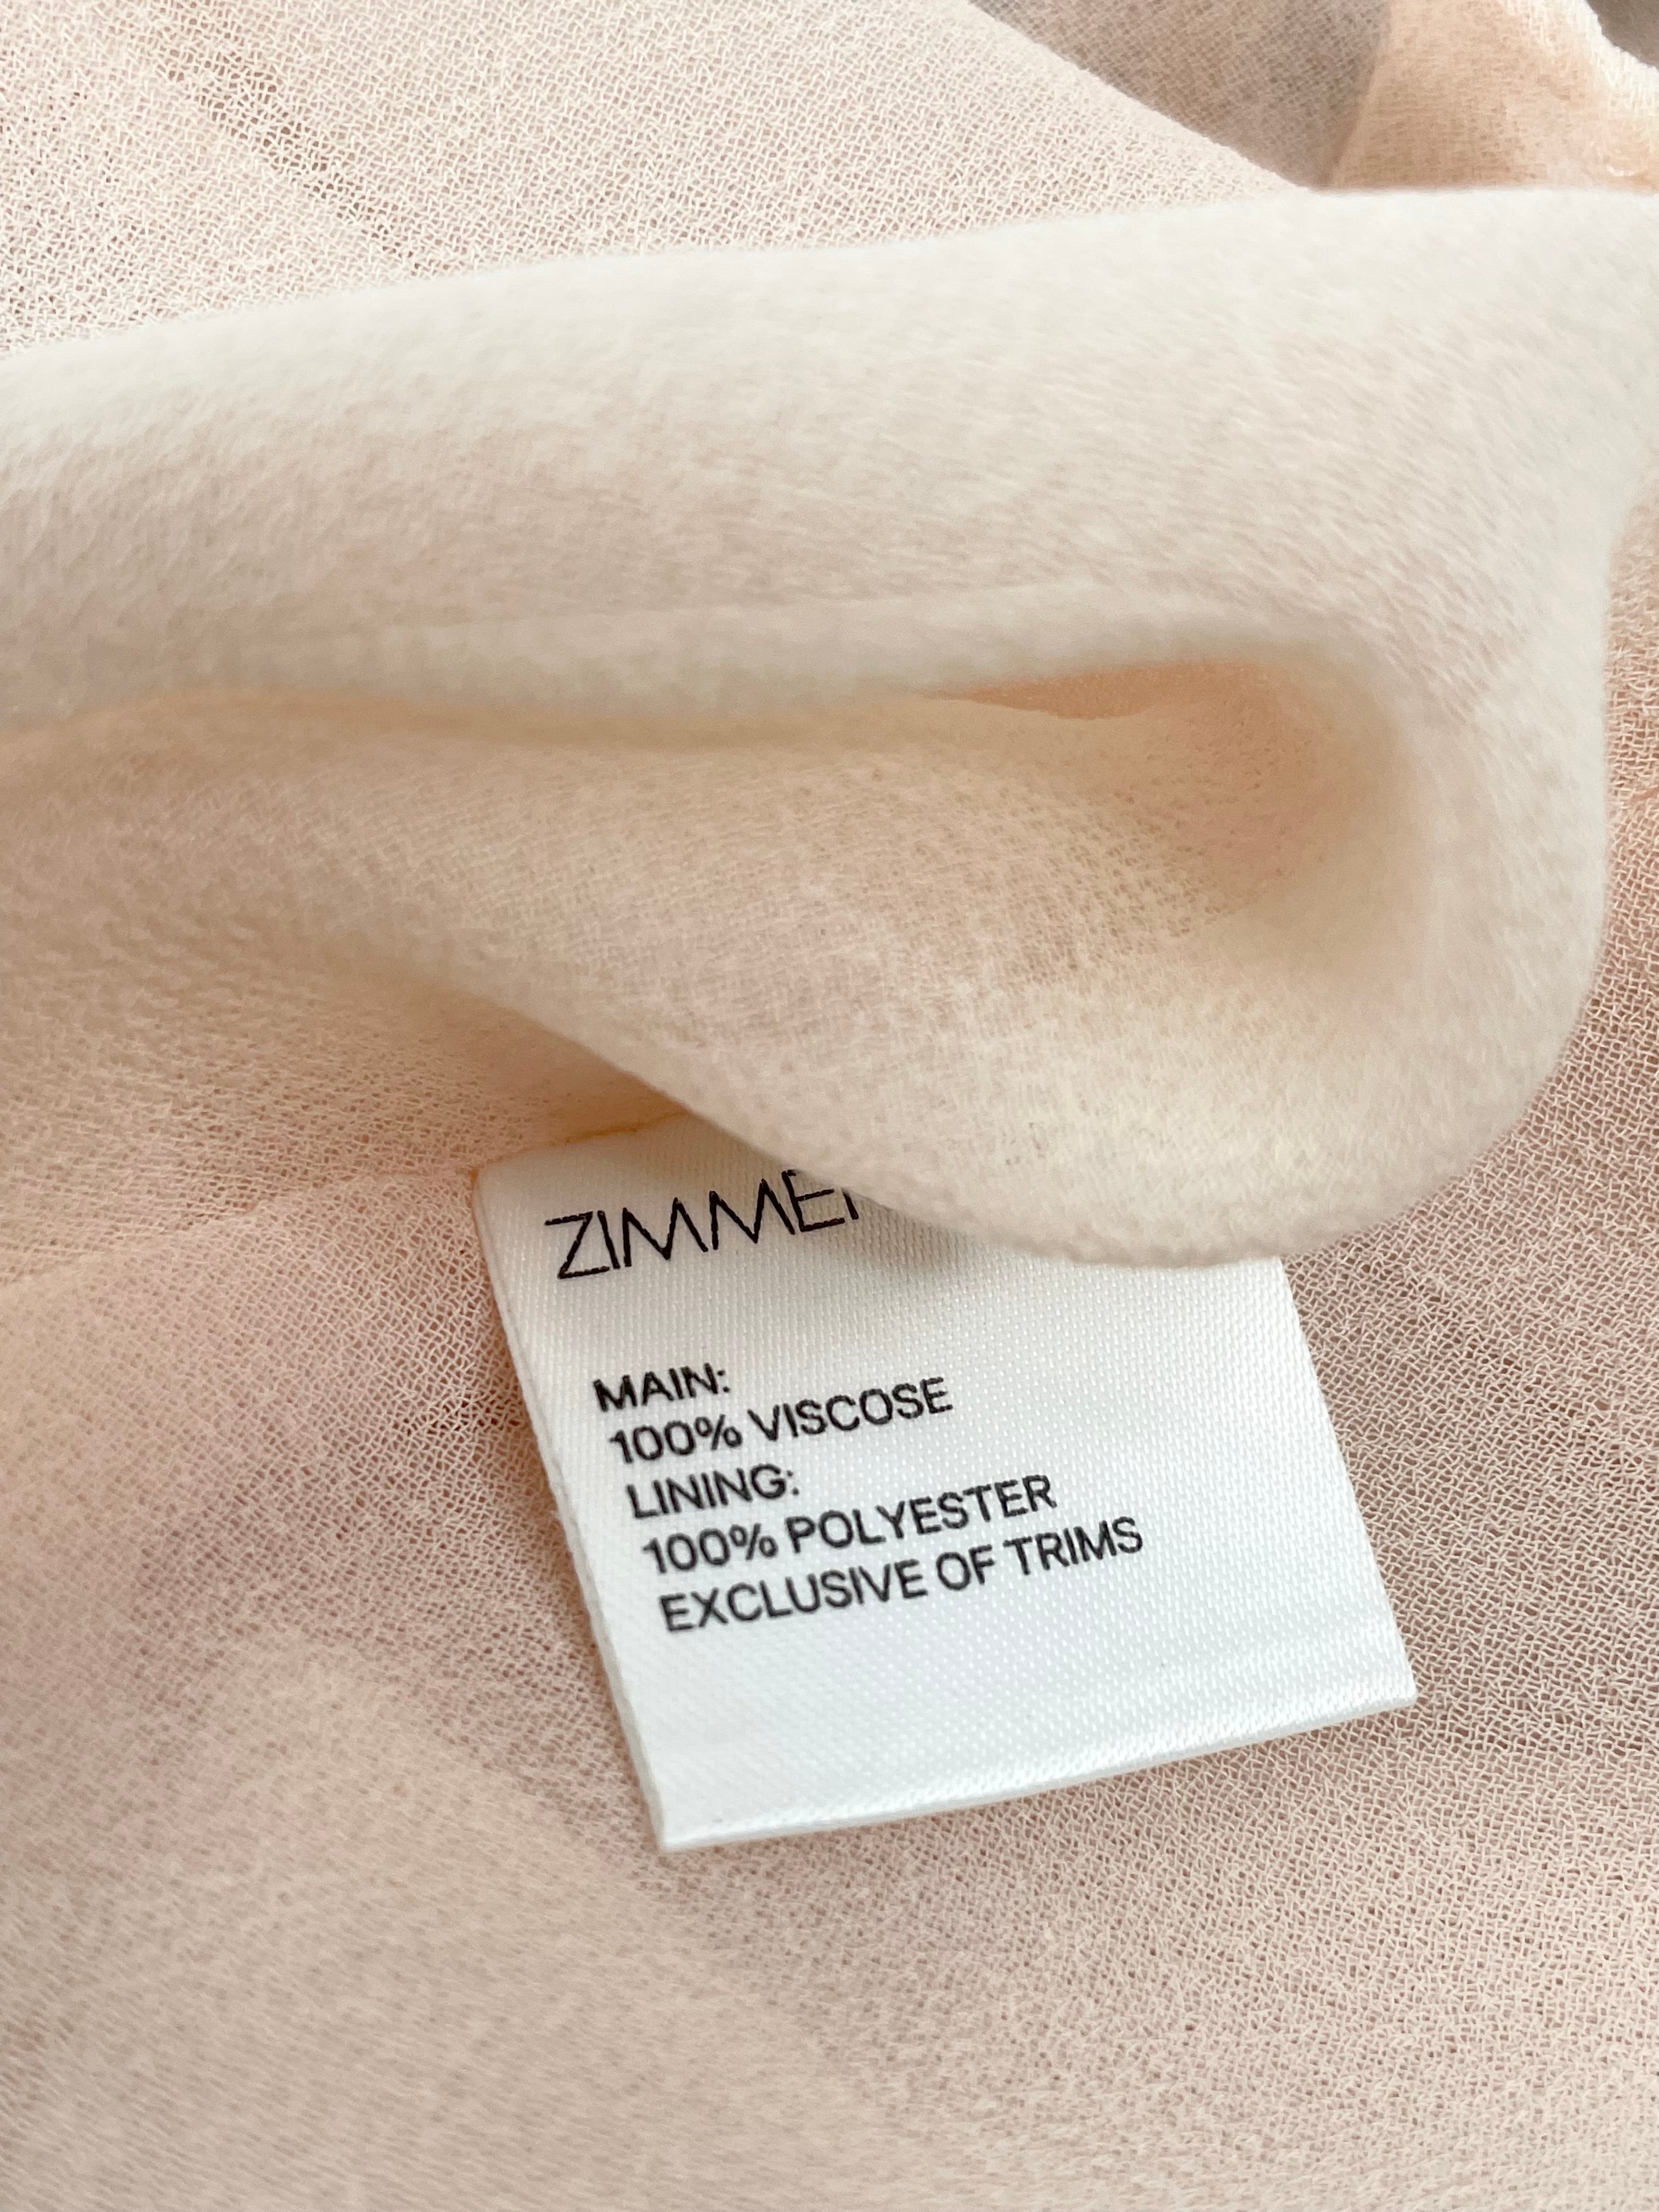 ZIMME
MAIN:
100% VISCOSE
LINING:
100% POLYESTER
EXCLUSIVE OF TRIMS